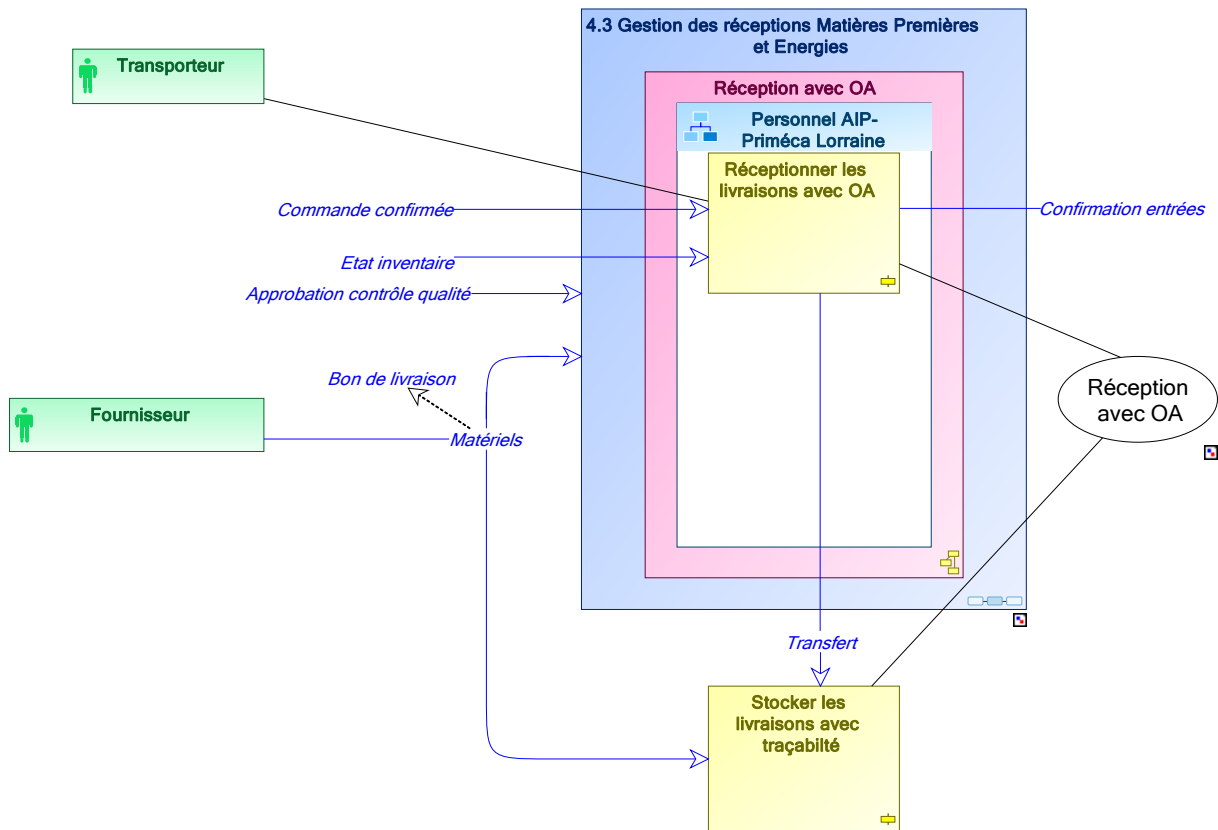 4.3 Gestion des réceptions Matières Premières
et Energies
Transporteur
Réception avec OA
Personnel AIP-
Priméca Lorraine
Réceptionner les
livraisons avec OA
Commande confirmée
Confirmation entrées
Etat inventaire
Approbation contrôle qualité
Bon de livraison
Réception
avec OA
Fournisseur
Matériels
Transfert
Stocker les
livraisons avec
traçabilté